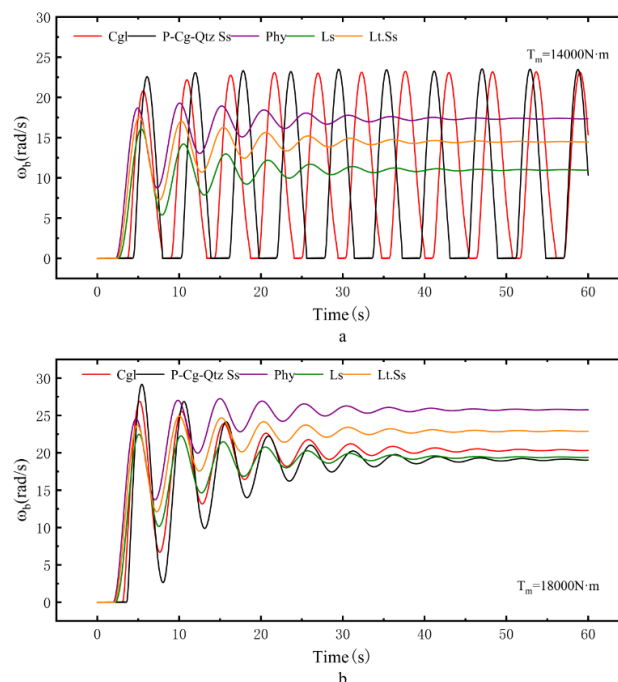 30
25
20
15
10
5
0
ωb(rad/s)
Cgl P-Cg-Qtz Ss Phy Ls Lt.Ss
Tm=14000N·m
0 10 20 30 40 50 60
Time(s)
a
30
25
20
15
10
5
0
ωb(rad/s)
Cgl P-Cg-Qtz Ss Phy Ls Lt.Ss
Tm=18000N·m
0 10 20 30 40 50 60
Time(s)
b